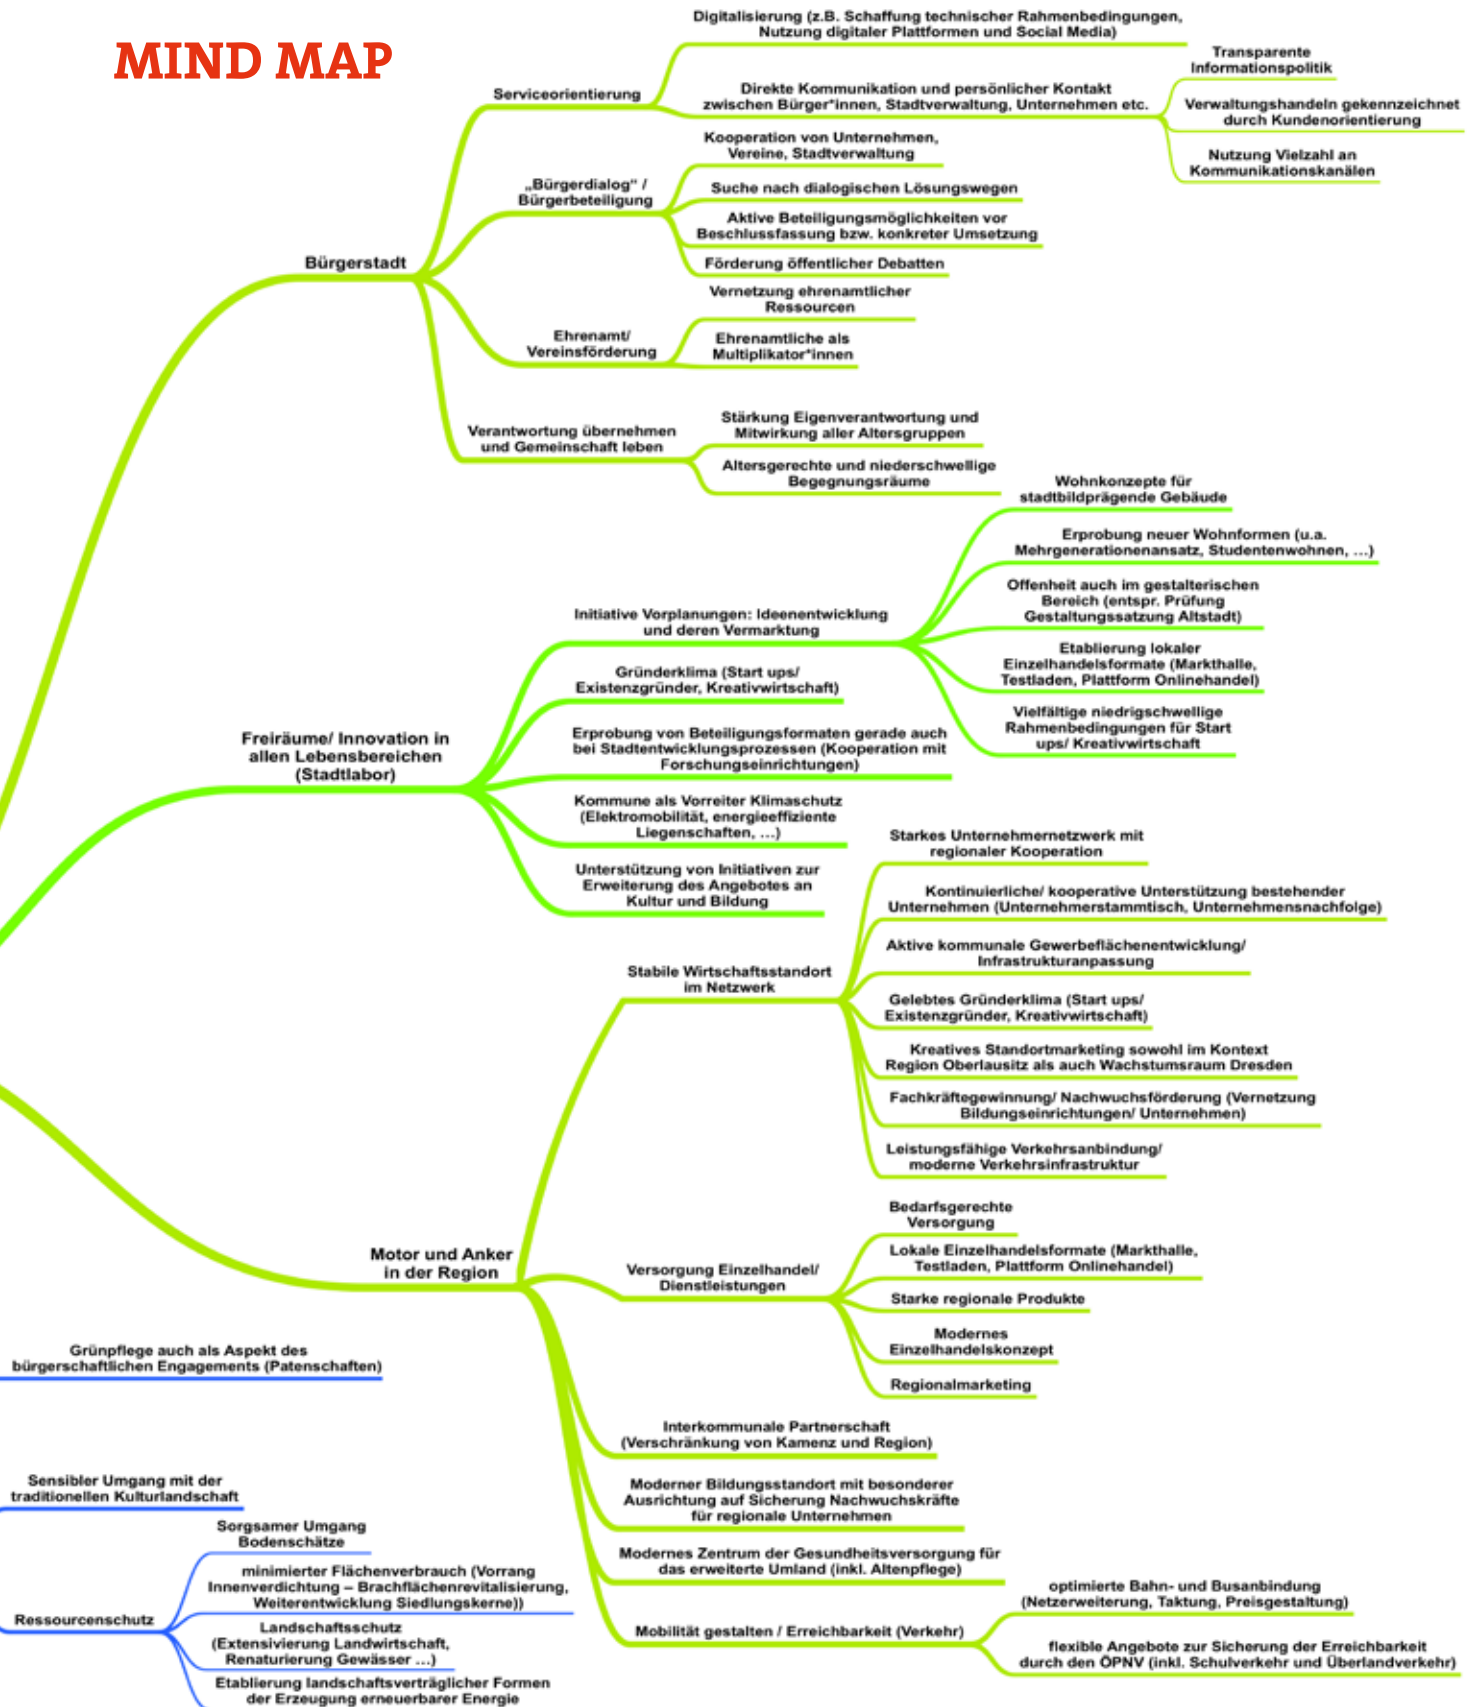 MIND MAP
Bürgerstadt
Serviceorientierung
Digitalisierung (z.B. Schaffung technischer Rahmenbedingungen,
Nutzung digitaler Plattformen und Social Media)
Direkte Kommunikation und persönlicher Kontakt
zwischen Bürger*innen, Stadtverwaltung, Unternehmen etc.
Transparente
Informationspolitik
Verwaltungshandeln gekennzeichnet
durch Kundenorientierung
Nutzung Vielzahl an
Kommunikationskanälen
„Bürgerdialog“ /
Bürgerbeteiligung
Kooperation von Unternehmen,
Vereine, Stadtverwaltung
Suche nach dialogischen Lösungswegen
Aktive Beteiligungsmöglichkeiten vor
Beschlussfassung bzw. konkreter Umsetzung
Förderung öffentlicher Debatten
Ehrenamt/
Vereinsförderung
Vernetzung ehrenamtlicher
Ressourcen
Ehrenamtliche als
Multiplikator*innen
Verantwortung übernehmen
und Gemeinschaft leben
Stärkung Eigenverantwortung und
Mitwirkung aller Altersgruppen
Altersgerechte und niederschwellige
Begegnungsräume
Freiräume/ Innovation in
allen Lebensbereichen
(Stadtlabor)
Initiative Vorplanungen: Ideenentwicklung
und deren Vermarktung
Wohnkonzepte für
stadtbildprägende Gebäude
Erprobung neuer Wohnformen (u.a.
Mehrgenerationenansatz, Studentenwohnen, ...)
Offenheit auch im gestalterischen
Bereich (entspr. Prüfung
Gestaltungssatzung Altstadt)
Etablierung lokaler
Einzelhandelsformate (Markthalle,
Testladen, Plattform Onlinehandel)
Vielfältige niedrigschwellige
Rahmenbedingungen für Start
ups/ Kreativwirtschaft
Gründerklima (Start ups/
Existenzgründer, Kreativwirtschaft)
Erprobung von Beteiligungsformaten gerade auch
bei Stadtentwicklungsprozessen (Kooperation mit
Forschungseinrichtungen)
Kommune als Vorreiter Klimaschutz
(Elektromobilität, energieeffiziente
Liegenschaften, ...)
Unterstützung von Initiativen zur
Erweiterung des Angebotes an
Kultur und Bildung
Motor und Anker
in der Region
Stabile Wirtschaftsstandort
im Netzwerk
Starkes Unternehmernetzwerk mit
regionaler Kooperation
Kontinuierliche/ kooperative Unterstützung bestehender
Unternehmen (Unternehmerstammtisch, Unternehmensnachfolge)
Aktive kommunale Gewerbeflächenentwicklung/
Infrastrukturanpassung
Gelebtes Gründerklima (Start ups/
Existenzgründer, Kreativwirtschaft)
Kreatives Standortmarketing sowohl im Kontext
Region Oberlausitz als auch Wachstumsraum Dresden
Fachkräftegewinnung/ Nachwuchsförderung (Vernetzung
Bildungseinrichtungen/ Unternehmen)
Leistungsfähige Verkehrsanbindung/
moderne Verkehrsinfrastruktur
Versorgung Einzelhandel/
Dienstleistungen
Bedarfsgerechte
Versorgung
Lokale Einzelhandelsformate (Markthalle,
Testladen, Plattform Onlinehandel)
Starke regionale Produkte
Modernes
Einzelhandelskonzept
Regionalmarketing
Interkommunale Partnerschaft
(Verschränkung von Kamenz und Region)
Moderner Bildungsstandort mit besonderer
Ausrichtung auf Sicherung Nachwuchskräfte
für regionale Unternehmen
Modernes Zentrum der Gesundheitsversorgung für
das erweiterte Umland (inkl. Altenpflege)
Mobilität gestalten / Erreichbarkeit (Verkehr)
optimierte Bahn- und Busanbindung
(Netzerweiterung, Taktung, Preisgestaltung)
flexible Angebote zur Sicherung der Erreichbarkeit
durch den ÖPNV (inkl. Schulverkehr und Überlandverkehr)
Grünpflege auch als Aspekt des
bürgerschaftlichen Engagements (Patenschaften)
Sensibler Umgang mit der
traditionellen Kulturlandschaft
Ressourcenschutz
Sorgsamer Umgang
Bodenschätze
minimierter Flächenverbrauch (Vorrang
Innenverdichtung – Brachflächenrevitalisierung,
Weiterentwicklung Siedlungskerne))
Landschaftsschutz
(Extensivierung Landwirtschaft,
Renaturierung Gewässer ...)
Etablierung landschaftsverträglicher Formen
der Erzeugung erneuerbarer Energie